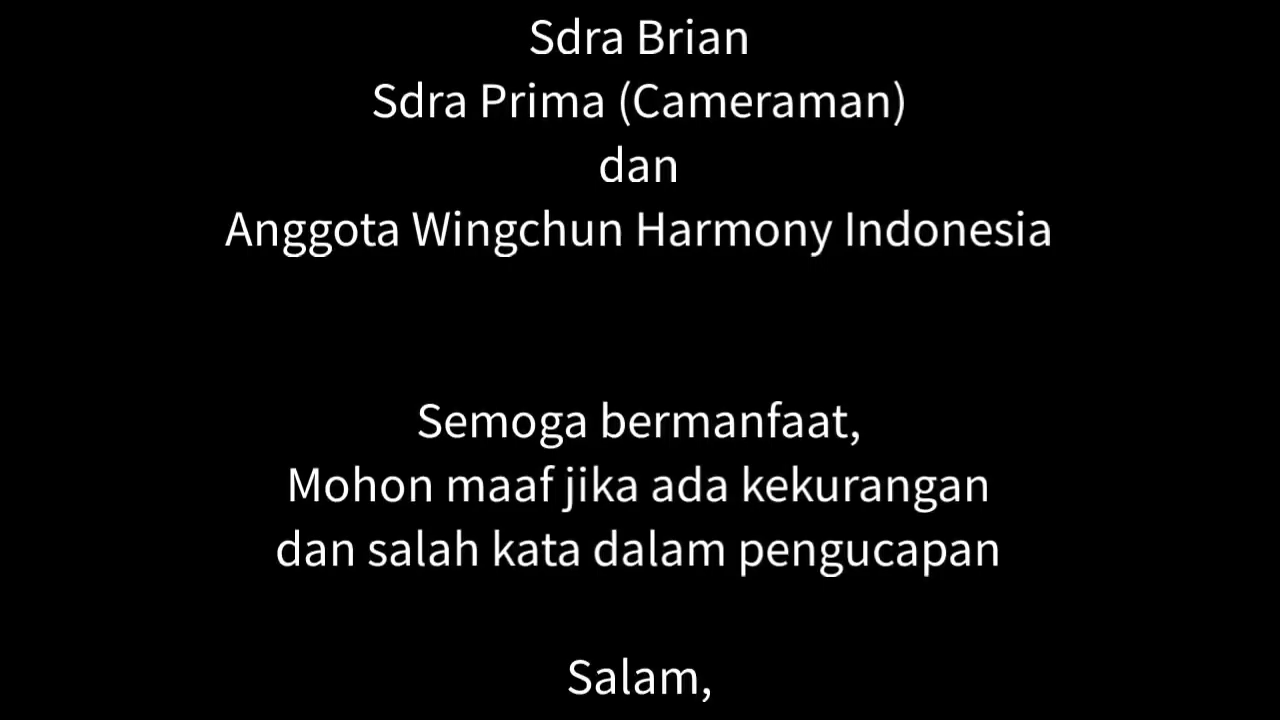 Sdra Brian
Sdra Prima (Cameraman)
dan
Anggota Wingchun Harmony Indonesia
Semoga bermanfaat,
Mohon maaf jika ada kekurangan
dan salah kata dalam pengucapan
Salam,